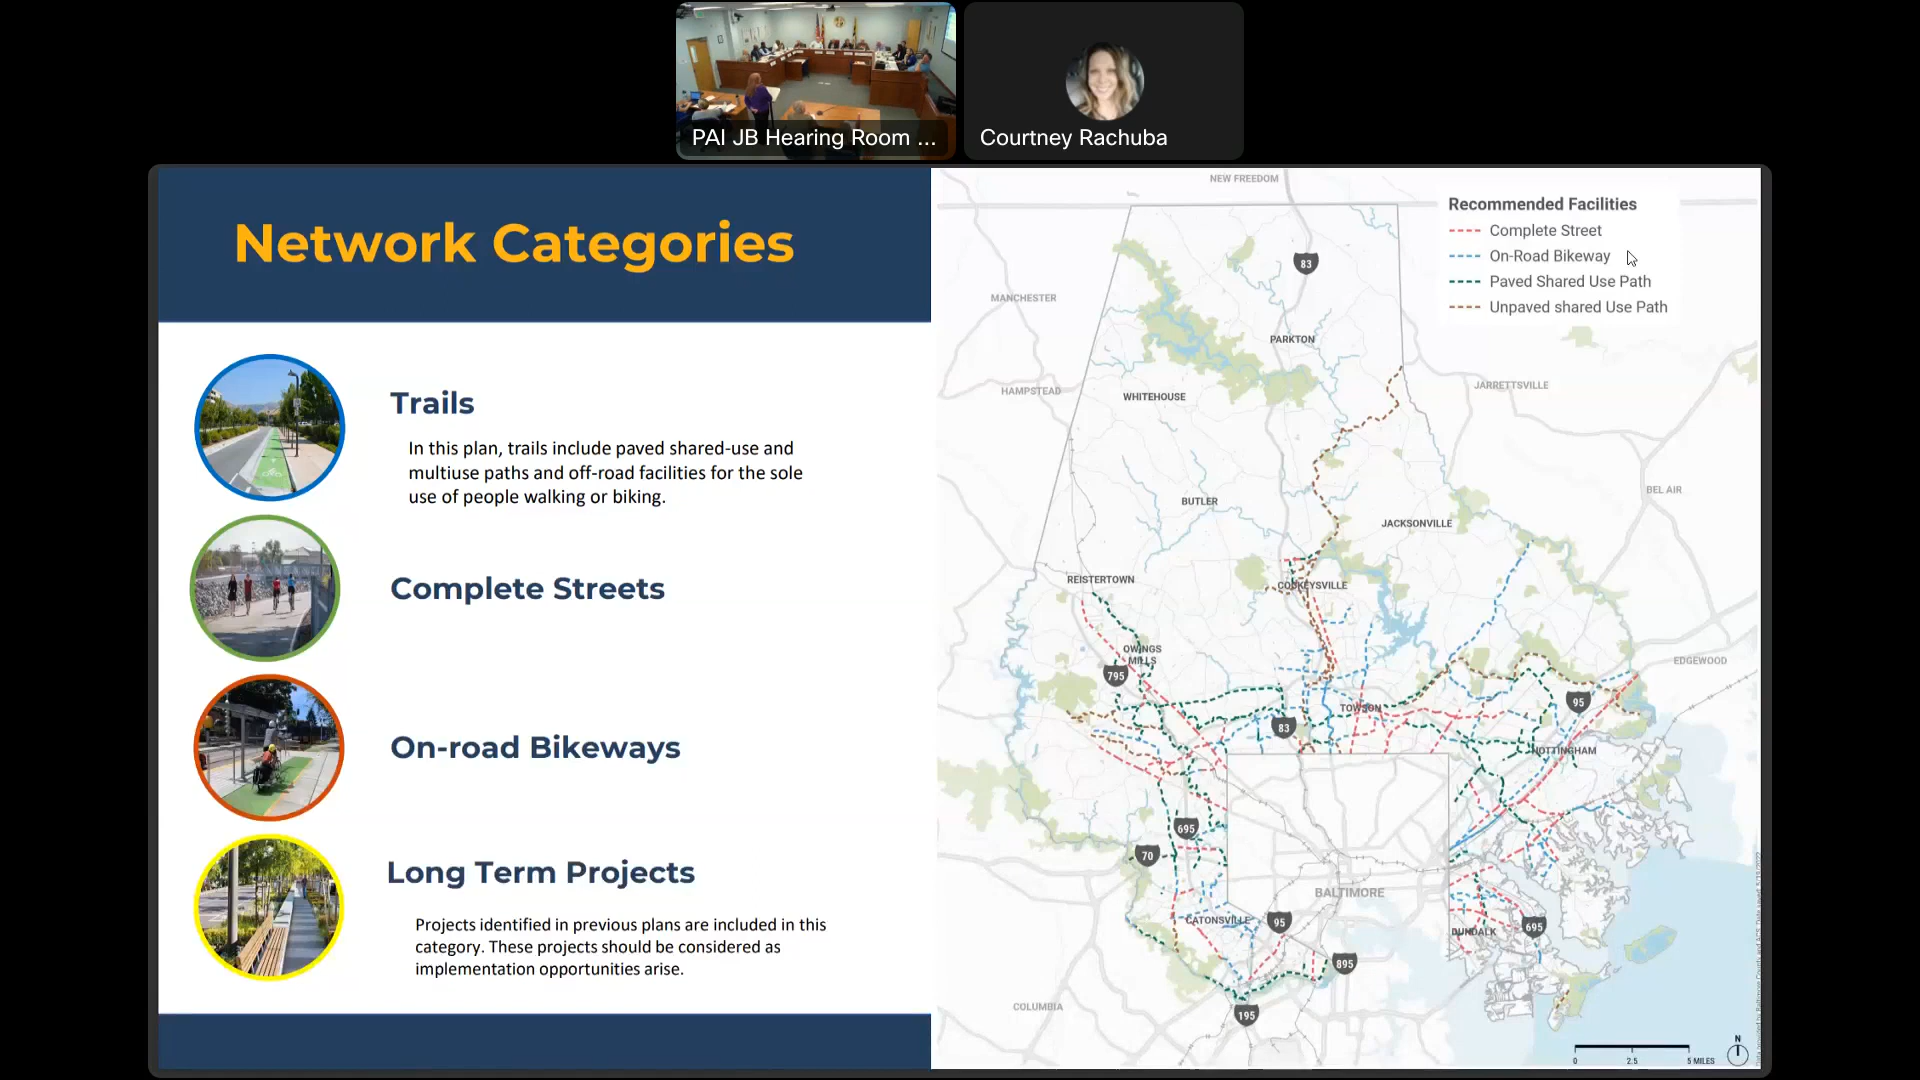 PAI JB Hearing Room ...
Courtney Rachuba
Network Categories
Trails
In this plan, trails include paved shared-use and
multiuse paths and off-road facilities for the sole
use of people walking or biking.
Complete Streets
On-road Bikeways
Long Term Projects
Projects identified in previous plans are included in this
category. These projects should be considered as
implementation opportunities arise.
Recommended Facilities
Complete Street
On-Road Bikeway
Paved Shared Use Path
Unpaved shared Use Path
NEW FREEDOM
83
MANCHESTER
PARKTON
HAMPSTEAD
JARRETTSVILLE
WHITEHOUSE
BEL AIR
BUTLER
JACKSONVILLE
REISTERTOWN
COCKEYSVILLE
OWINGS
MILLS
EDGEWOOD
795
95
TOWSON
83
NOTTINGHAM
695
70
BALTIMORE
CATONSVILLE
95
DUNDALK
695
895
COLUMBIA
195
N
0
2.5
5 MILES